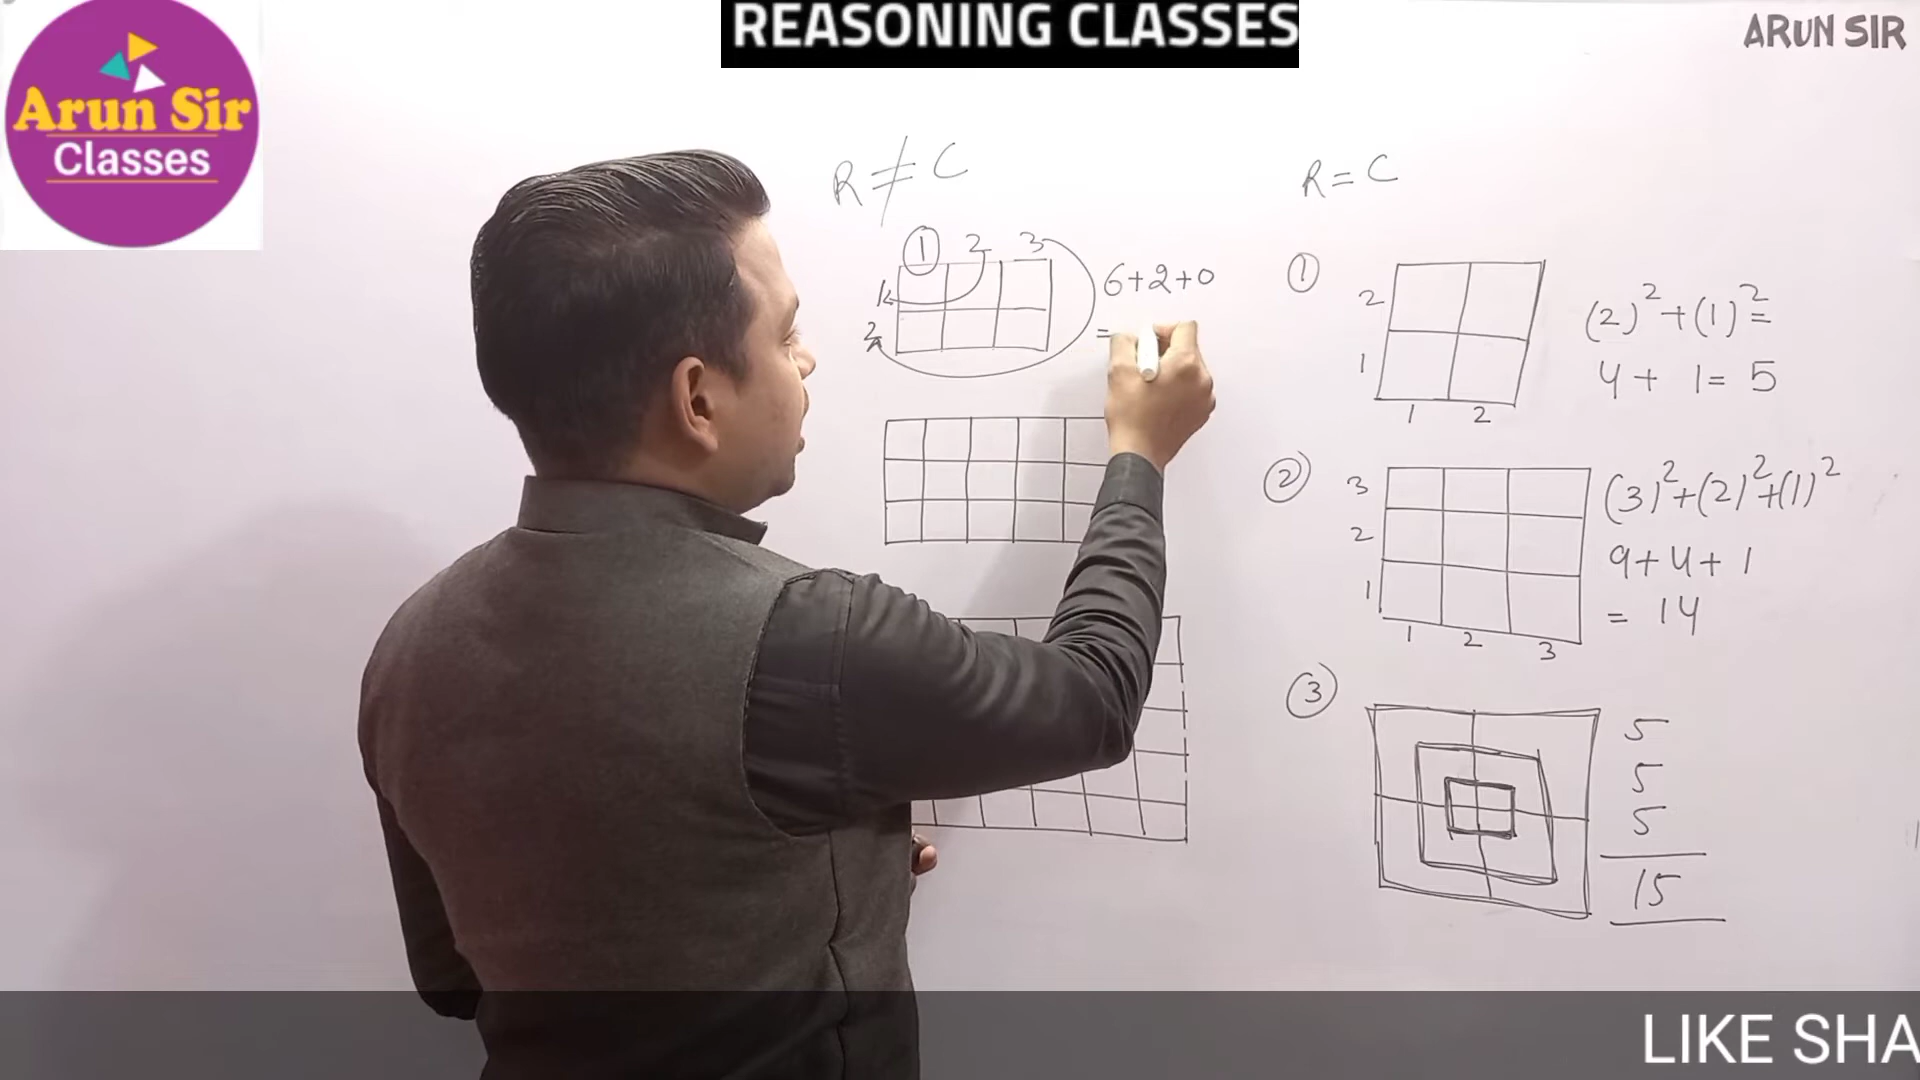 REASONING CLASSES
ARUN SIR
Arun Sir
Classes
R ≠ C
1 2 3
1
2
6+2+0
=
R = C
①
2
1
1 2
(2)²+(1)²=
4+ 1= 5
②
3
2
1
1 2 3
(3)²+(2)²+(1)²
9+4+1
= 14
③
5
5
5
15
LIKE SHA